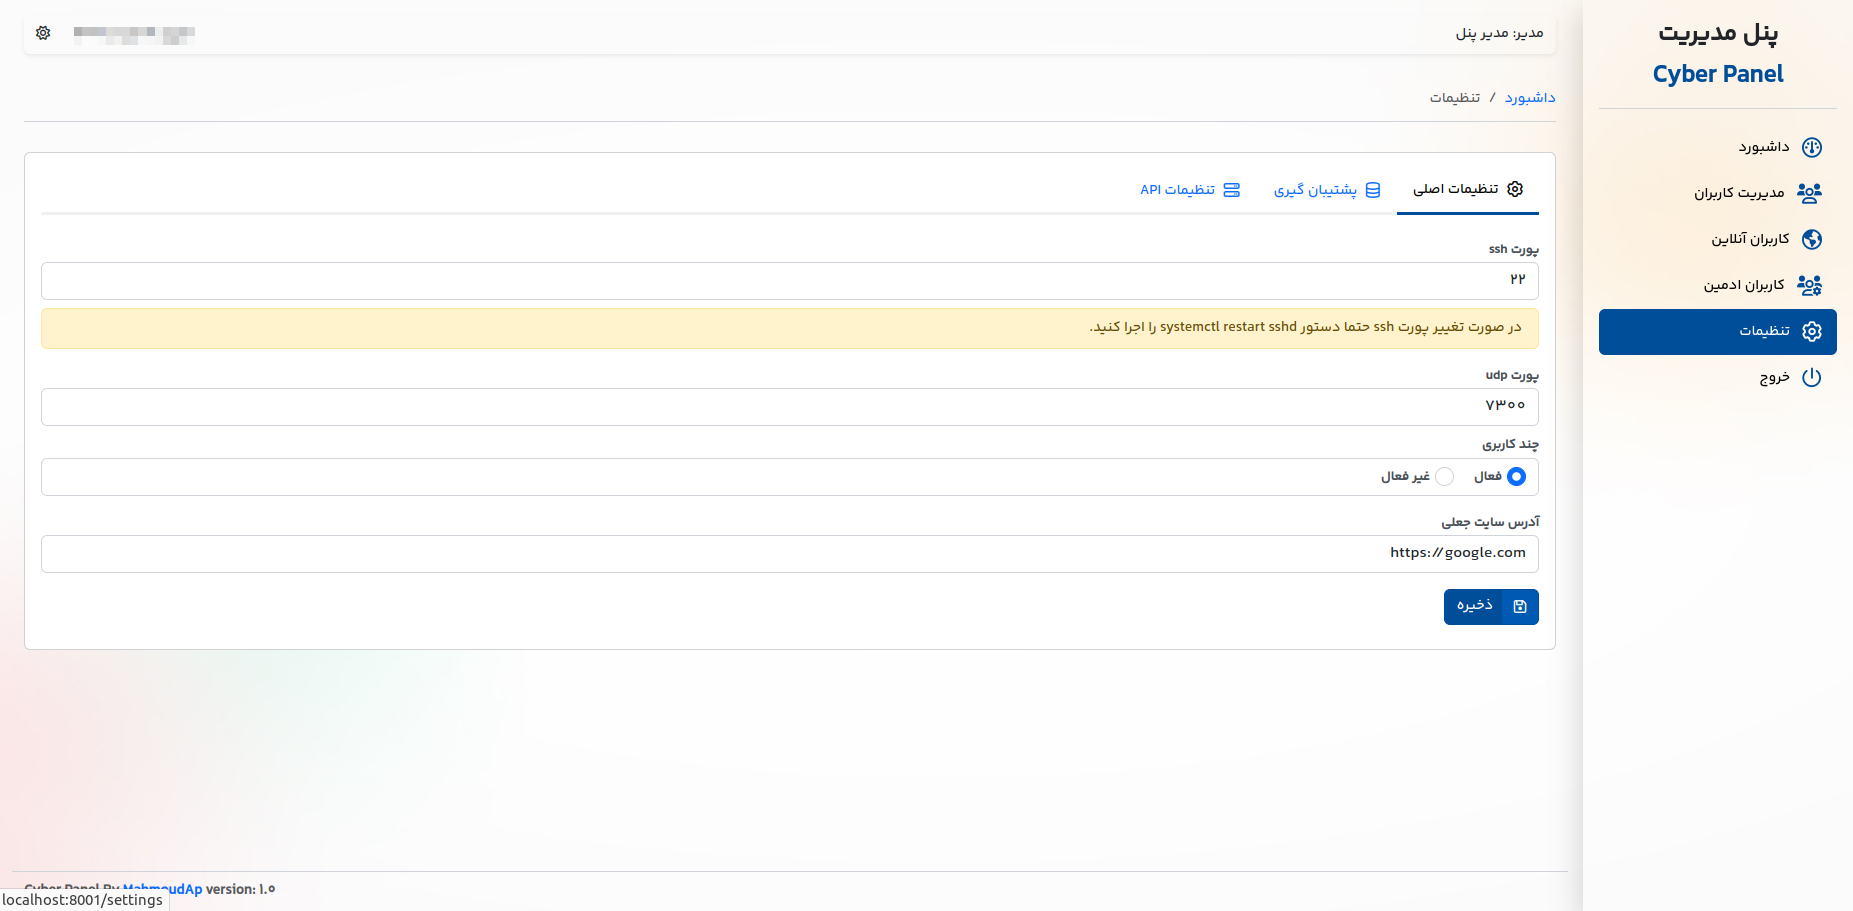 پنل مدیریت
Cyber Panel
داشبورد
مدیریت کاربران
کاربران آنلاین
کاربران ادمین
تنظیمات
خروج
مدیر: مدیر پنل
داشبورد / تنظیمات
تنظیمات اصلی
پشتیبان گیری
تنظیمات API
پورت ssh
۲۲
در صورت تغییر پورت ssh حتما دستور systemctl restart sshd را اجرا کنید.
پورت udp
۷۳۰۰
چند کاربری
فعال
غیر فعال
آدرس سایت جعلی
https://google.com
ذخیره
Cyber Panel By MahmoudAp version: ۱.۰
localhost:8001/settings